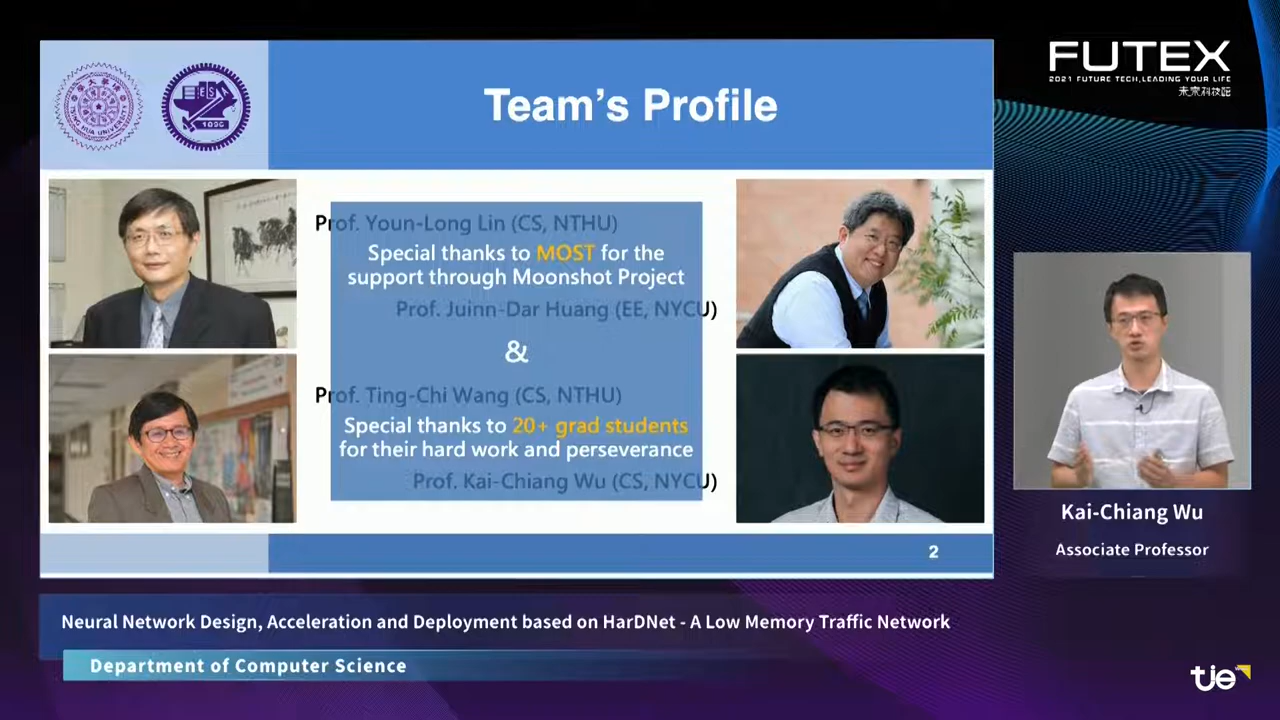 FUTEX
2021 FUTURE TECH,LEADING YOUR LIFE
未來科技館
Team's Profile
1896
Prof. Youn-Long Lin (CS, NTHU)
Special thanks to MOST for the
support through Moonshot Project
Prof. Juinn-Dar Huang (EE, NYCU)
&
Prof. Ting-Chi Wang (CS, NTHU)
Special thanks to 20+ grad students
for their hard work and perseverance
Prof. Kai-Chiang Wu (CS, NYCU)
2
Kai-Chiang Wu
Associate Professor
Neural Network Design, Acceleration and Deployment based on HarDNet - A Low Memory Traffic Network
Department of Computer Science
tie